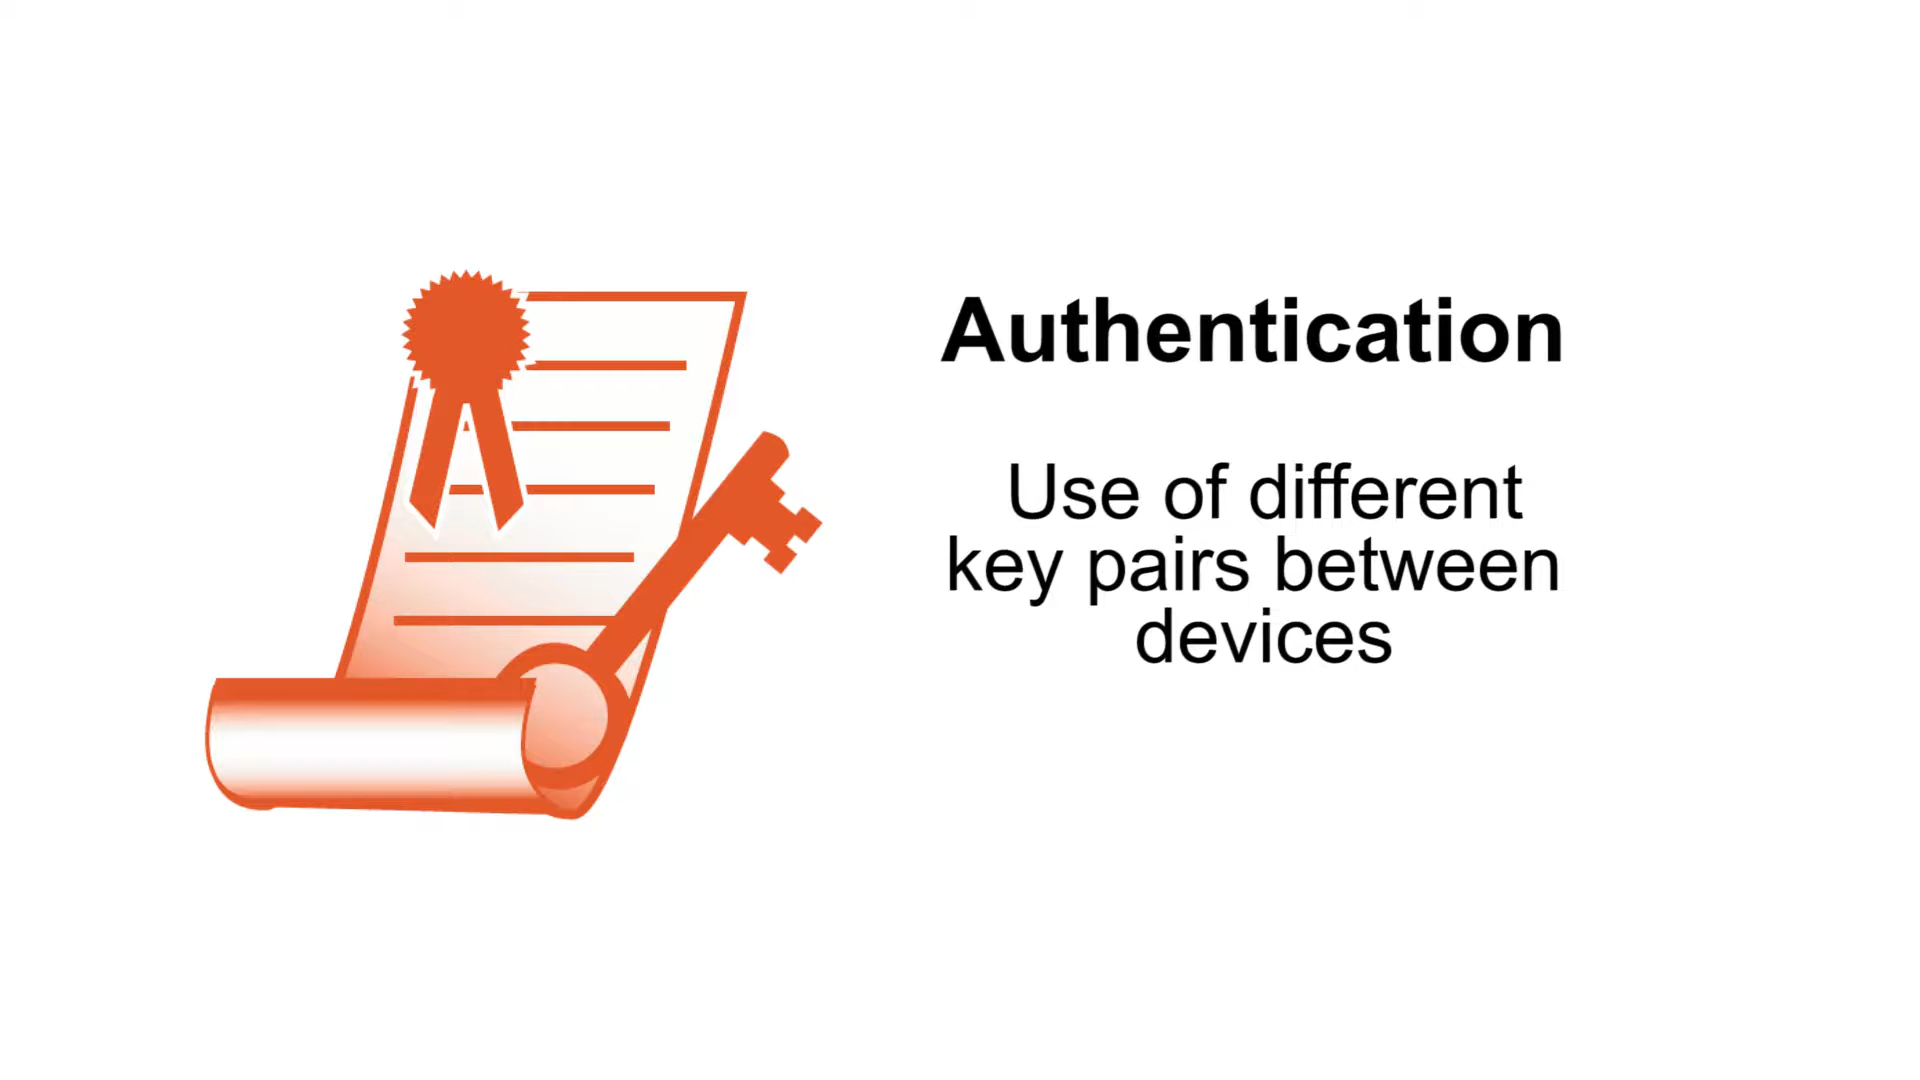 Authentication
Use of different
key pairs between
devices